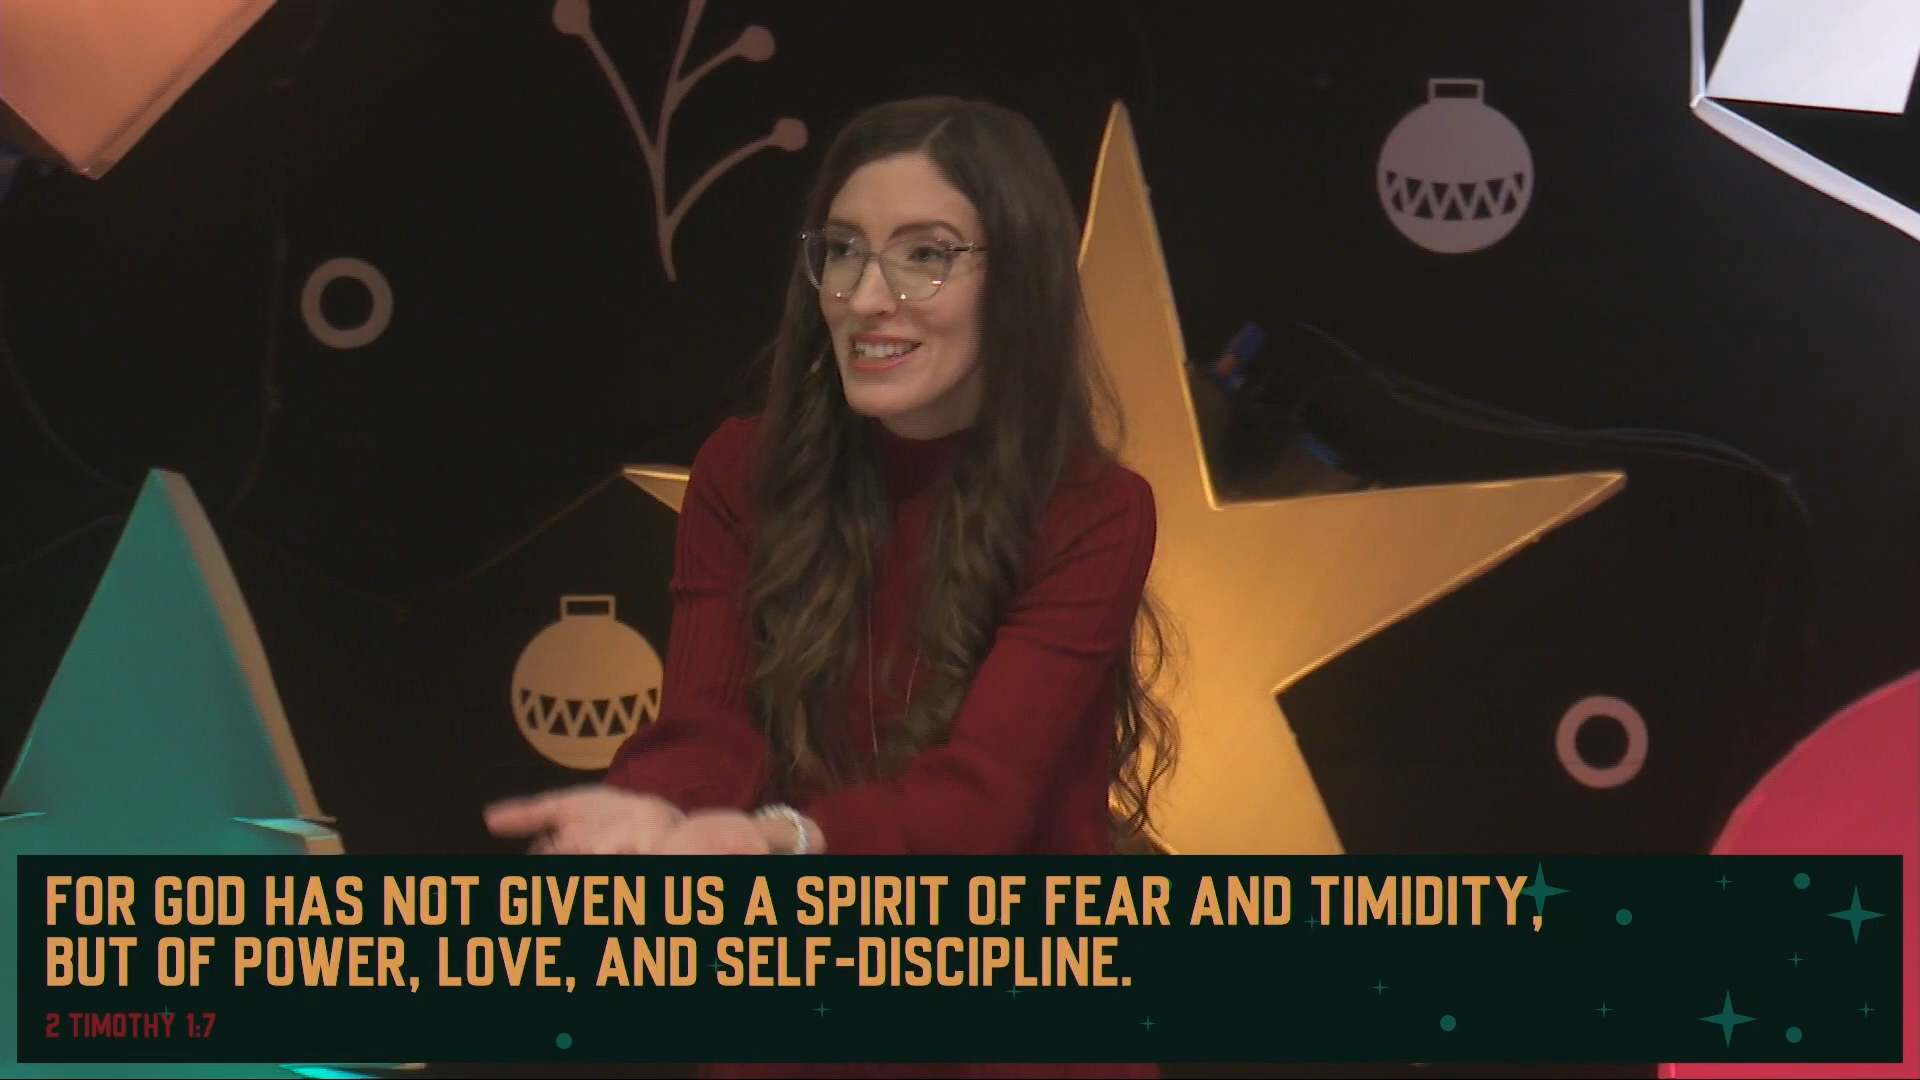 FOR GOD HAS NOT GIVEN US A SPIRIT OF FEAR AND TIMIDITY,
BUT OF POWER, LOVE, AND SELF-DISCIPLINE.
2 TIMOTHY 1:7